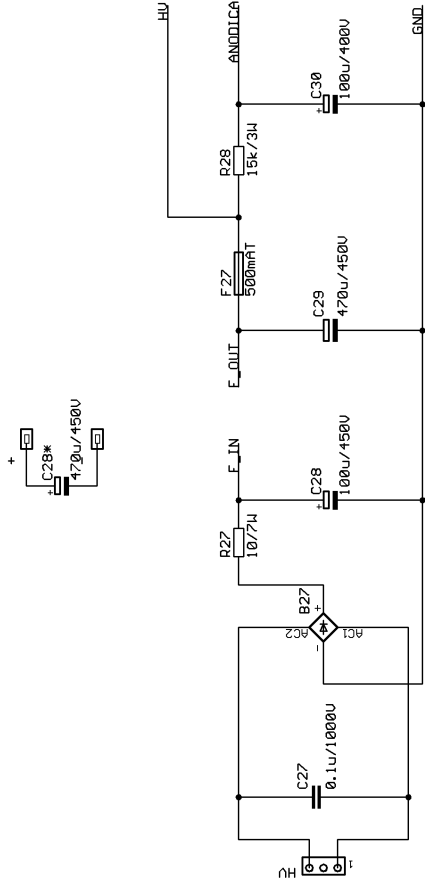 HV
ANODICA
GND
C30
100u/400V
+
R28
15k/3W
F27
500mAT
C29
470u/450V
F_OUT
+
C28*
470u/450V
+
F_IN
C28
100u/450V
+
R27
10/7W
B27
+
AC2
AC1
-
C27
0.1u/1000V
HV
1